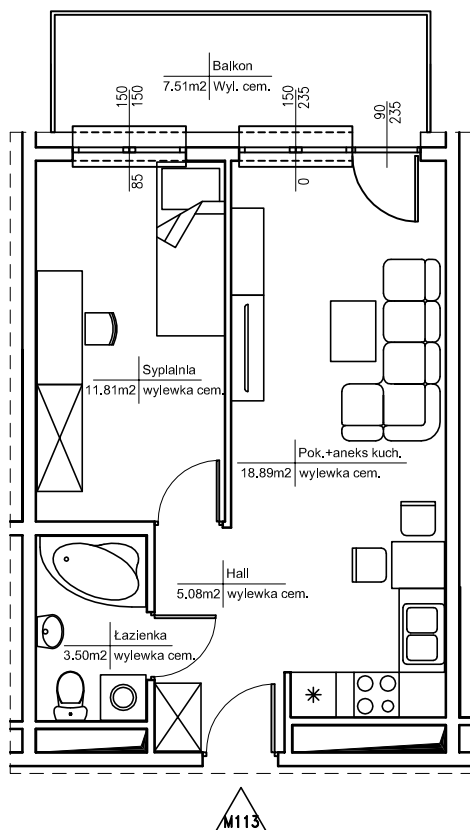 Balkon
7.51m2 Wyl. cem.
150
150
85
150
235
0
90
235
Sypialnia
11.81m2 wylewka cem.
Pok.+aneks kuch.
18.89m2 wylewka cem.
Hall
5.08m2 wylewka cem.
Łazienka
3.50m2 wylewka cem.
M113